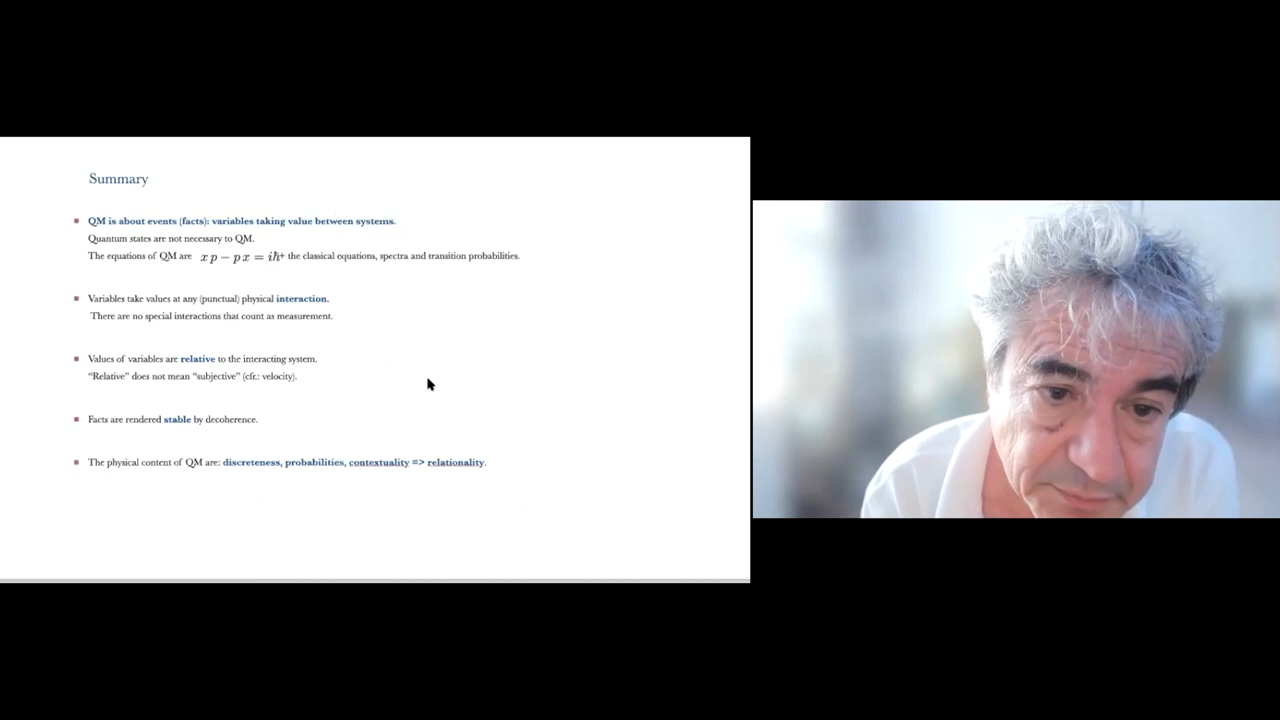 Summary
QM is about events (facts): variables taking value between systems.
Quantum states are not necessary to QM.
The equations of QM are x p − p x = iℏ+ the classical equations, spectra and transition probabilities.
Variables take values at any (punctual) physical interaction.
There are no special interactions that count as measurement.
Values of variables are relative to the interacting system.
“Relative” does not mean “subjective” (cfr.: velocity).
Facts are rendered stable by decoherence.
The physical content of QM are: discreteness, probabilities, contextuality => relationality.